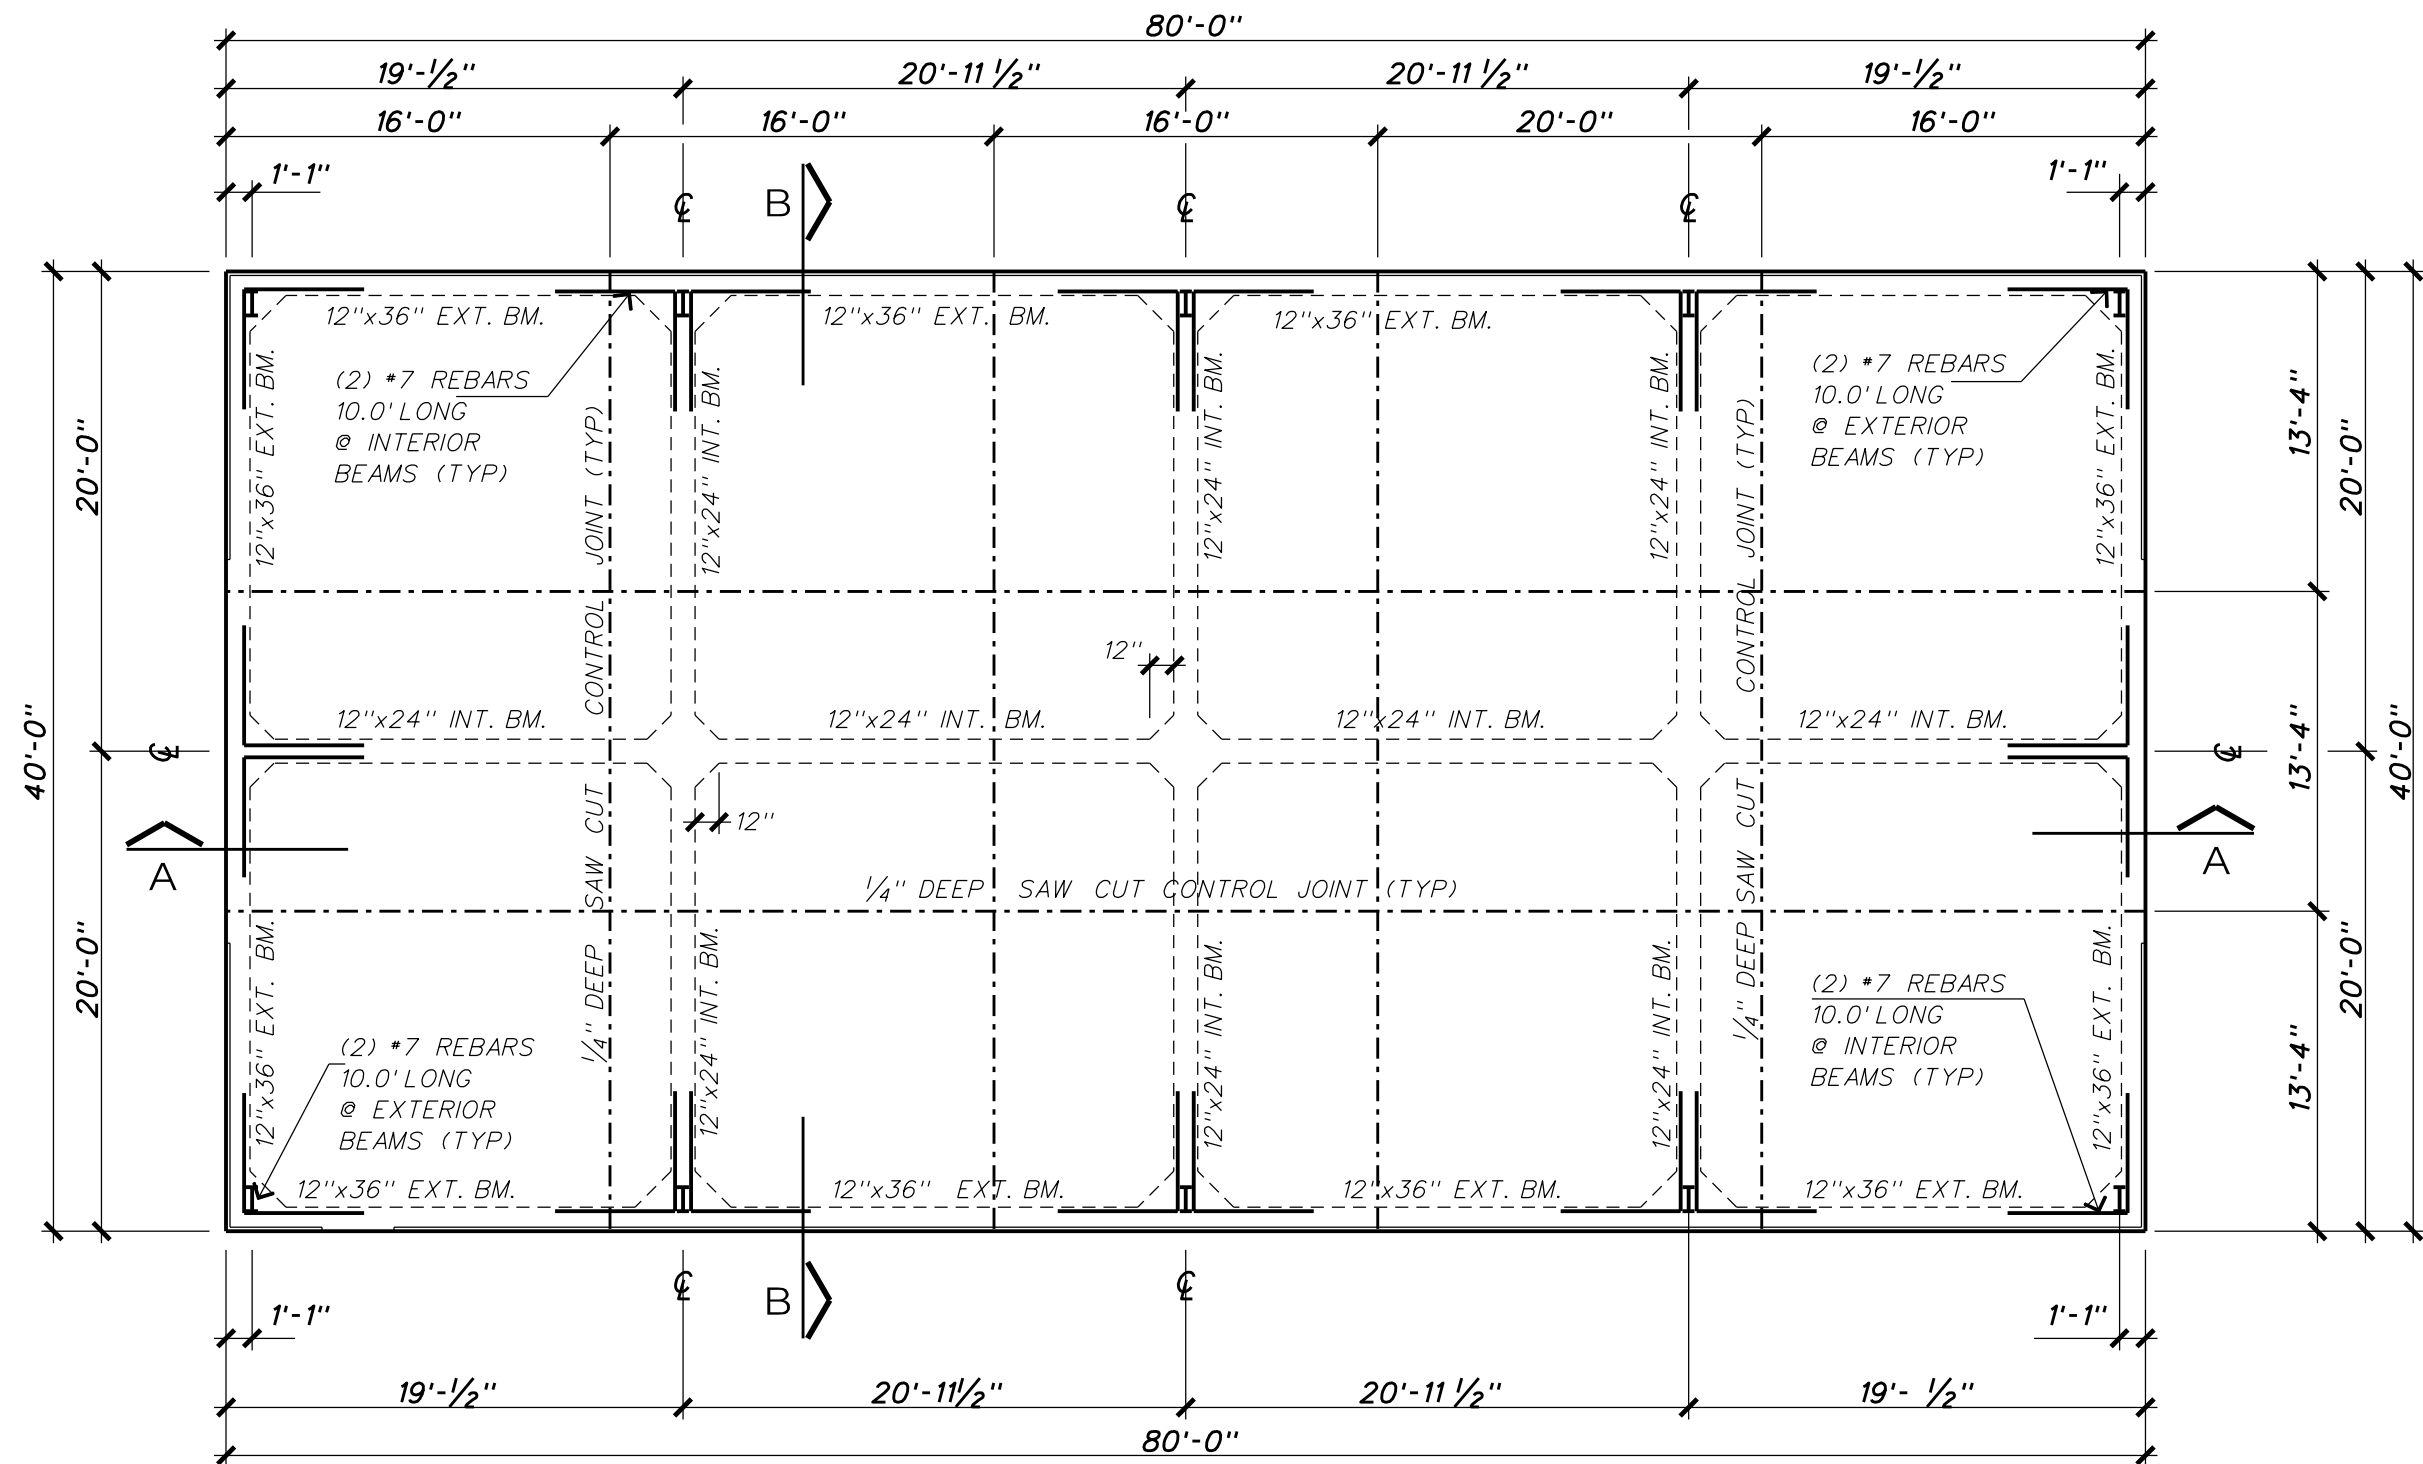 80'-0"
19'-½"
20'-11 ½"
20'-11 ½"
19'-½"
16'-0"
16'-0"
16'-0"
20'-0"
16'-0"
1'-1"
1'-1"
B
℄
℄
℄
12"x36" EXT. BM.
12"x36" EXT. BM.
12"x36" EXT. BM.
(2) #7 REBARS
10.0' LONG
@ INTERIOR
BEAMS (TYP)
(2) #7 REBARS
10.0' LONG
@ EXTERIOR
BEAMS (TYP)
12"x36" EXT. BM.
12"x24" INT. BM.
12"x24" INT. BM.
12"x24" INT. BM.
12"x36" EXT. BM.
20'-0"
40'-0"
20'-0"
13'-4"
13'-4"
13'-4"
20'-0"
20'-0"
40'-0"
12"
12"x24" INT. BM.
12"x24" INT. BM.
12"x24" INT. BM.
12"x24" INT. BM.
℄
℄
12"
A
A
¼" DEEP SAW CUT CONTROL JOINT (TYP)
¼" DEEP SAW CUT CONTROL JOINT (TYP)
¼" DEEP SAW CUT CONTROL JOINT (TYP)
12"x36" EXT. BM.
12"x24" INT. BM.
12"x24" INT. BM.
12"x24" INT. BM.
12"x36" EXT. BM.
(2) #7 REBARS
10.0' LONG
@ EXTERIOR
BEAMS (TYP)
(2) #7 REBARS
10.0' LONG
@ INTERIOR
BEAMS (TYP)
12"x36" EXT. BM.
12"x36" EXT. BM.
12"x36" EXT. BM.
12"x36" EXT. BM.
℄
B
℄
1'-1"
1'-1"
19'-½"
20'-11½"
20'-11 ½"
19'- ½"
80'-0"